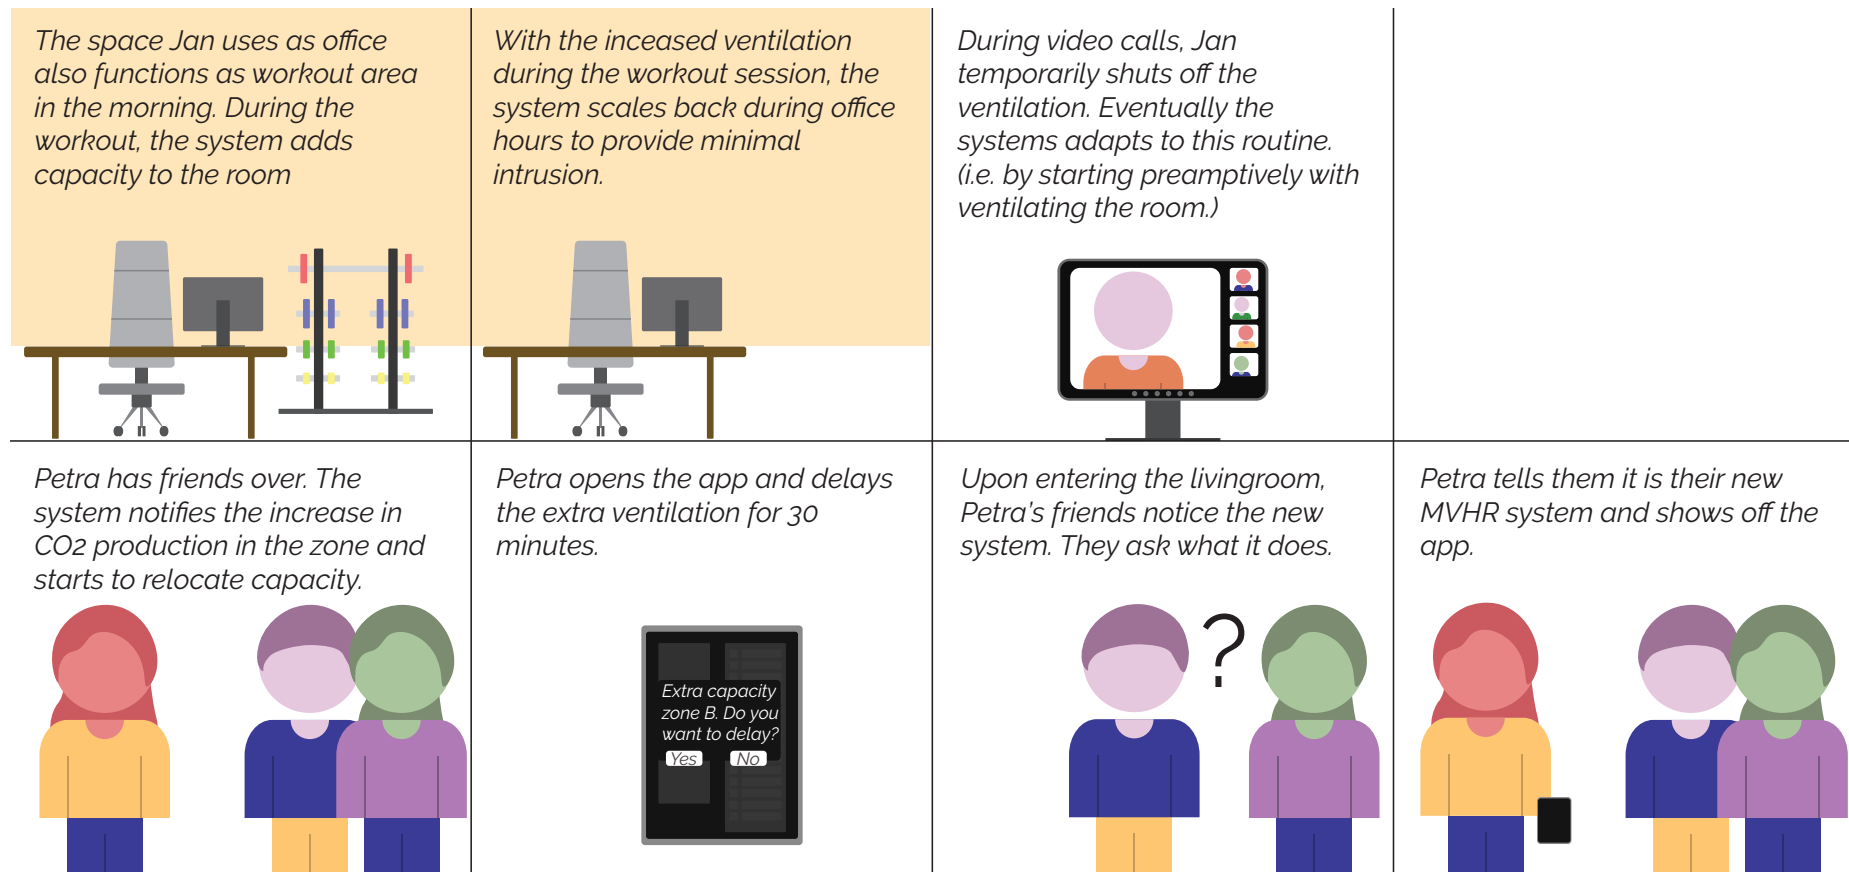 The space Jan uses as office
also functions as workout area
in the morning. During the
workout, the system adds
capacity to the room
With the inceased ventilation
during the workout session, the
system scales back during office
hours to provide minimal
intrusion.
During video calls, Jan
temporarily shuts off the
ventilation. Eventually the
systems adapts to this routine.
(i.e. by starting preamptively with
ventilating the room.)
Petra has friends over. The
system notifies the increase in
CO2 production in the zone and
starts to relocate capacity.
Petra opens the app and delays
the extra ventilation for 30
minutes.
Extra capacity
zone B. Do you
want to delay?
Yes No
Upon entering the livingroom,
Petra's friends notice the new
system. They ask what it does.
?
Petra tells them it is their new
MVHR system and shows off the
app.